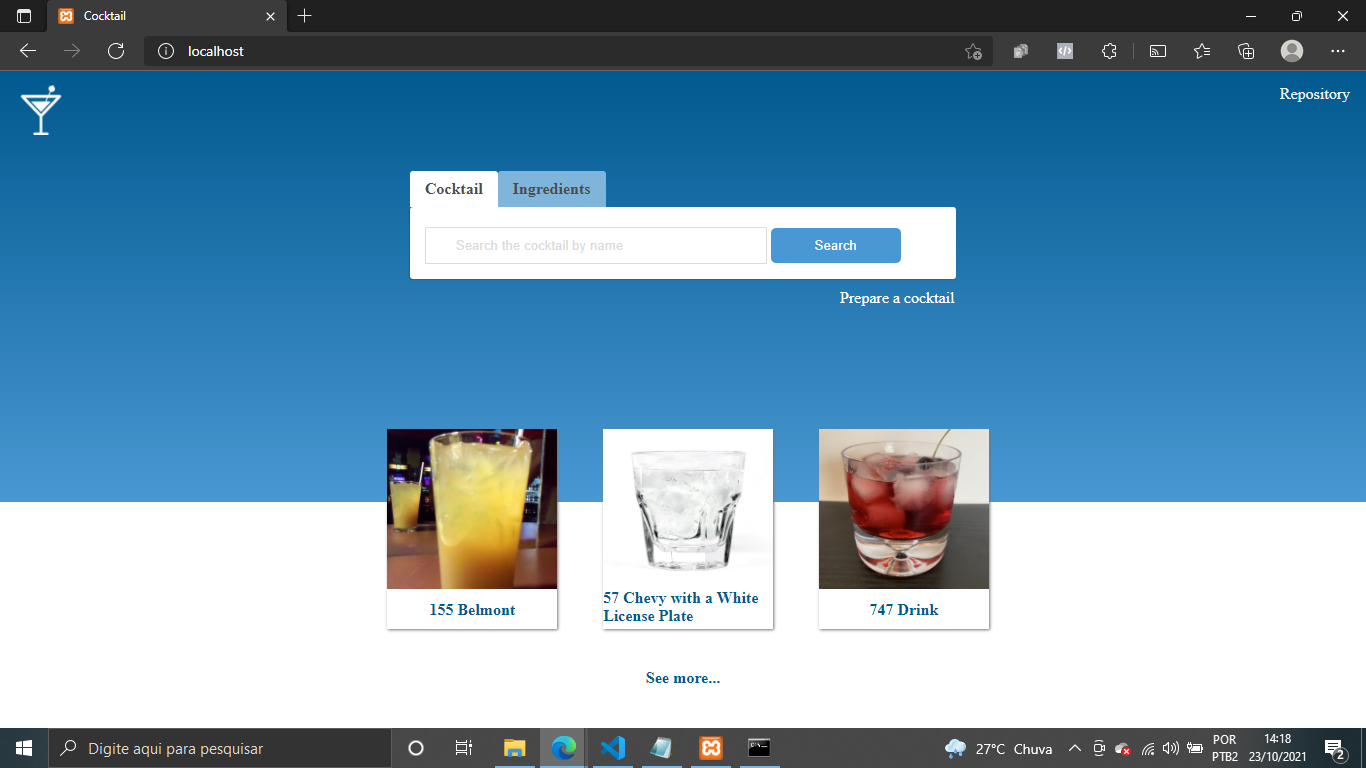 Cocktail
localhost
Repository
Cocktail
Ingredients
Search the cocktail by name
Search
Prepare a cocktail
155 Belmont
57 Chevy with a White
License Plate
747 Drink
See more...
Digite aqui para pesquisar
27°C Chuva
POR
PTB2
14:18
23/10/2021
2